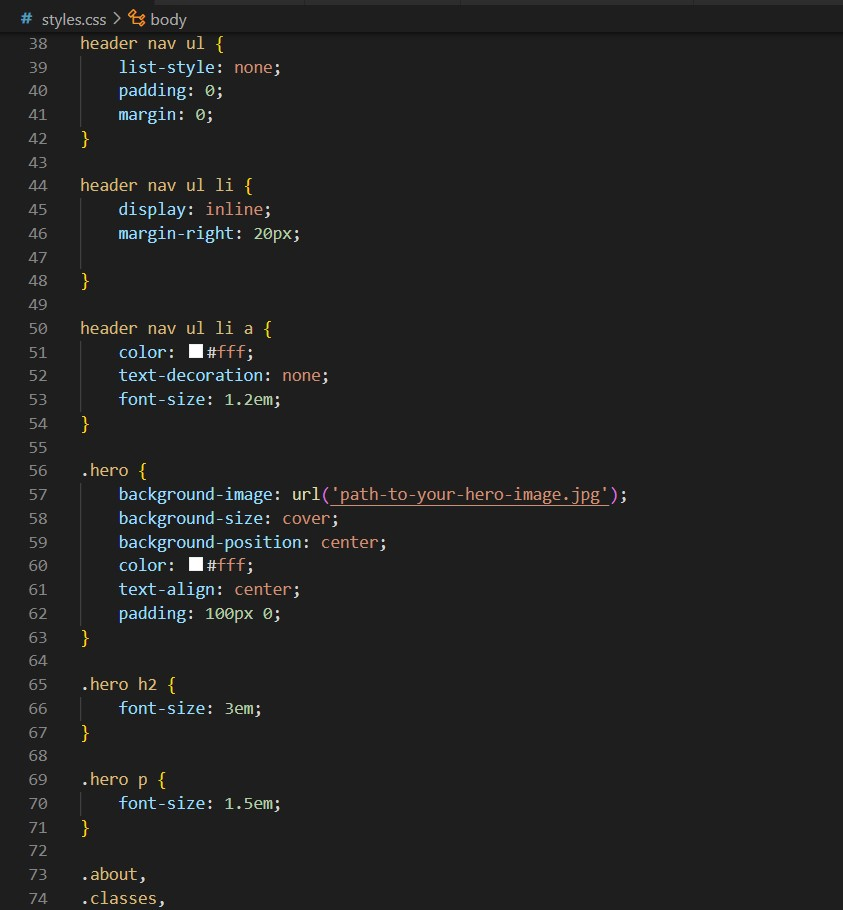 # styles.css > body
38 header nav ul {
39     list-style: none;
40     padding: 0;
41     margin: 0;
42 }
43
44 header nav ul li {
45     display: inline;
46     margin-right: 20px;
47
48 }
49
50 header nav ul li a {
51     color: #fff;
52     text-decoration: none;
53     font-size: 1.2em;
54 }
55
56 .hero {
57     background-image: url('path-to-your-hero-image.jpg');
58     background-size: cover;
59     background-position: center;
60     color: #fff;
61     text-align: center;
62     padding: 100px 0;
63 }
64
65 .hero h2 {
66     font-size: 3em;
67 }
68
69 .hero p {
70     font-size: 1.5em;
71 }
72
73 .about,
74 .classes,